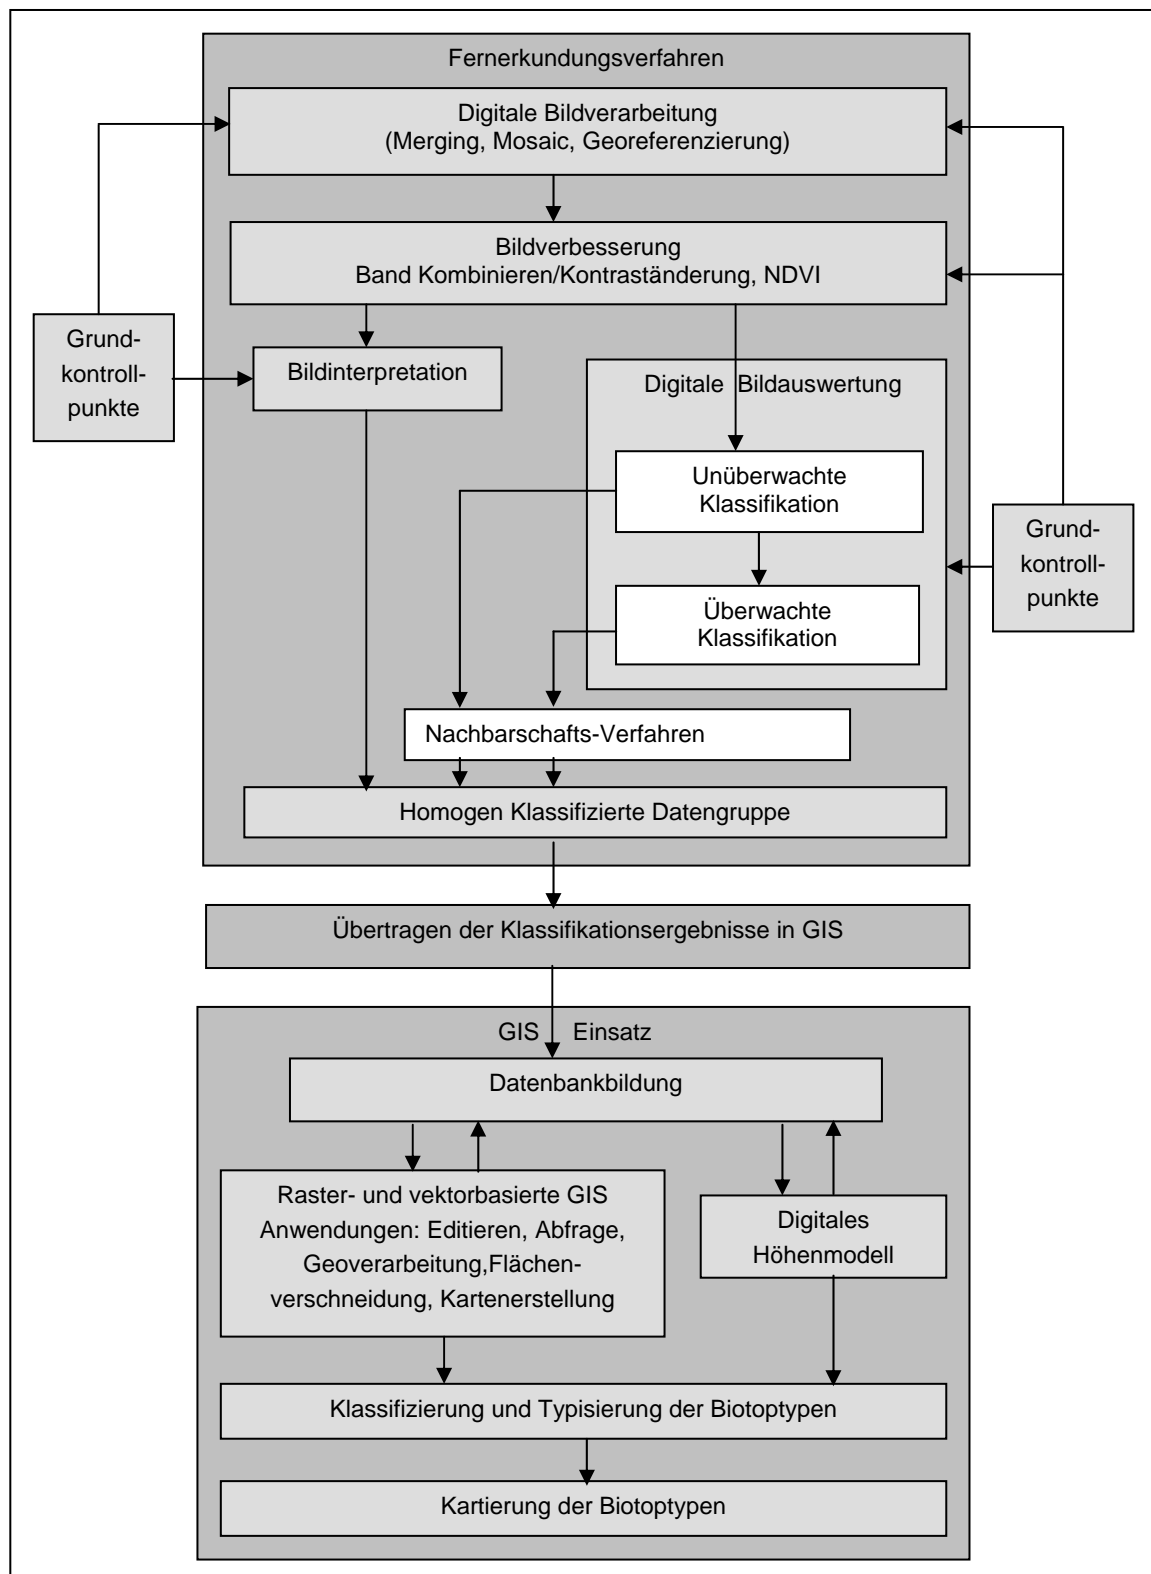 Fernerkundungsverfahren
Digitale Bildverarbeitung
(Merging, Mosaic, Georeferenzierung)
Bildverbesserung
Band Kombinieren/Kontraständerung, NDVI
Grund-
kontroll-
punkte
Bildinterpretation
Digitale Bildauswertung
Unüberwachte
Klassifikation
Grund-
kontroll-
punkte
Überwachte
Klassifikation
Nachbarschafts-Verfahren
Homogen Klassifizierte Datengruppe
Übertragen der Klassifikationsergebnisse in GIS
GIS Einsatz
Datenbankbildung
Raster- und vektorbasierte GIS
Anwendungen: Editieren, Abfrage,
Geoverarbeitung,Flächen-
verschneidung, Kartenerstellung
Digitales
Höhenmodell
Klassifizierung und Typisierung der Biotoptypen
Kartierung der Biotoptypen